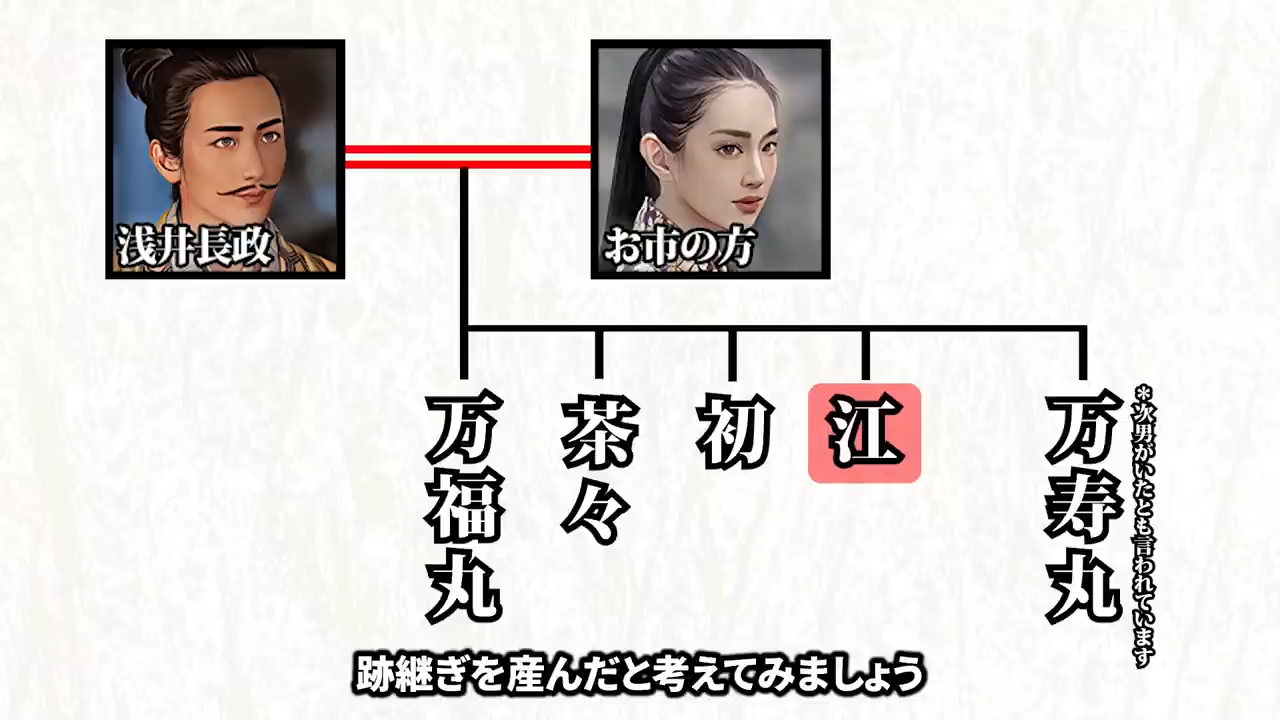 浅井長政
お市の方
万福丸
茶々
初
江
万寿丸
*次男がいたとも言われています
跡継ぎを産んだと考えてみましょう